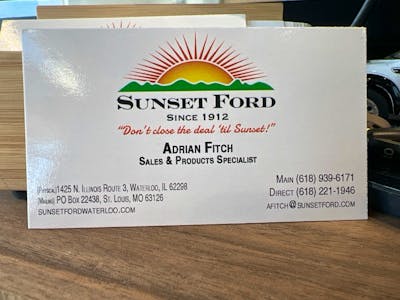 SUNSET FORD
SINCE 1912
"Don't close the deal 'til Sunset!"
ADRIAN FITCH
SALES & PRODUCTS SPECIALIST
(PHYSICAL) 1425 N. ILLINOIS ROUTE 3, WATERLOO, IL 62298
(MAILING) PO BOX 22438, ST. LOUIS, MO 63126
SUNSETFORDWATERLOO.COM
MAIN (618) 939-6171
DIRECT (618) 221-1946
AFITCH@SUNSETFORD.COM